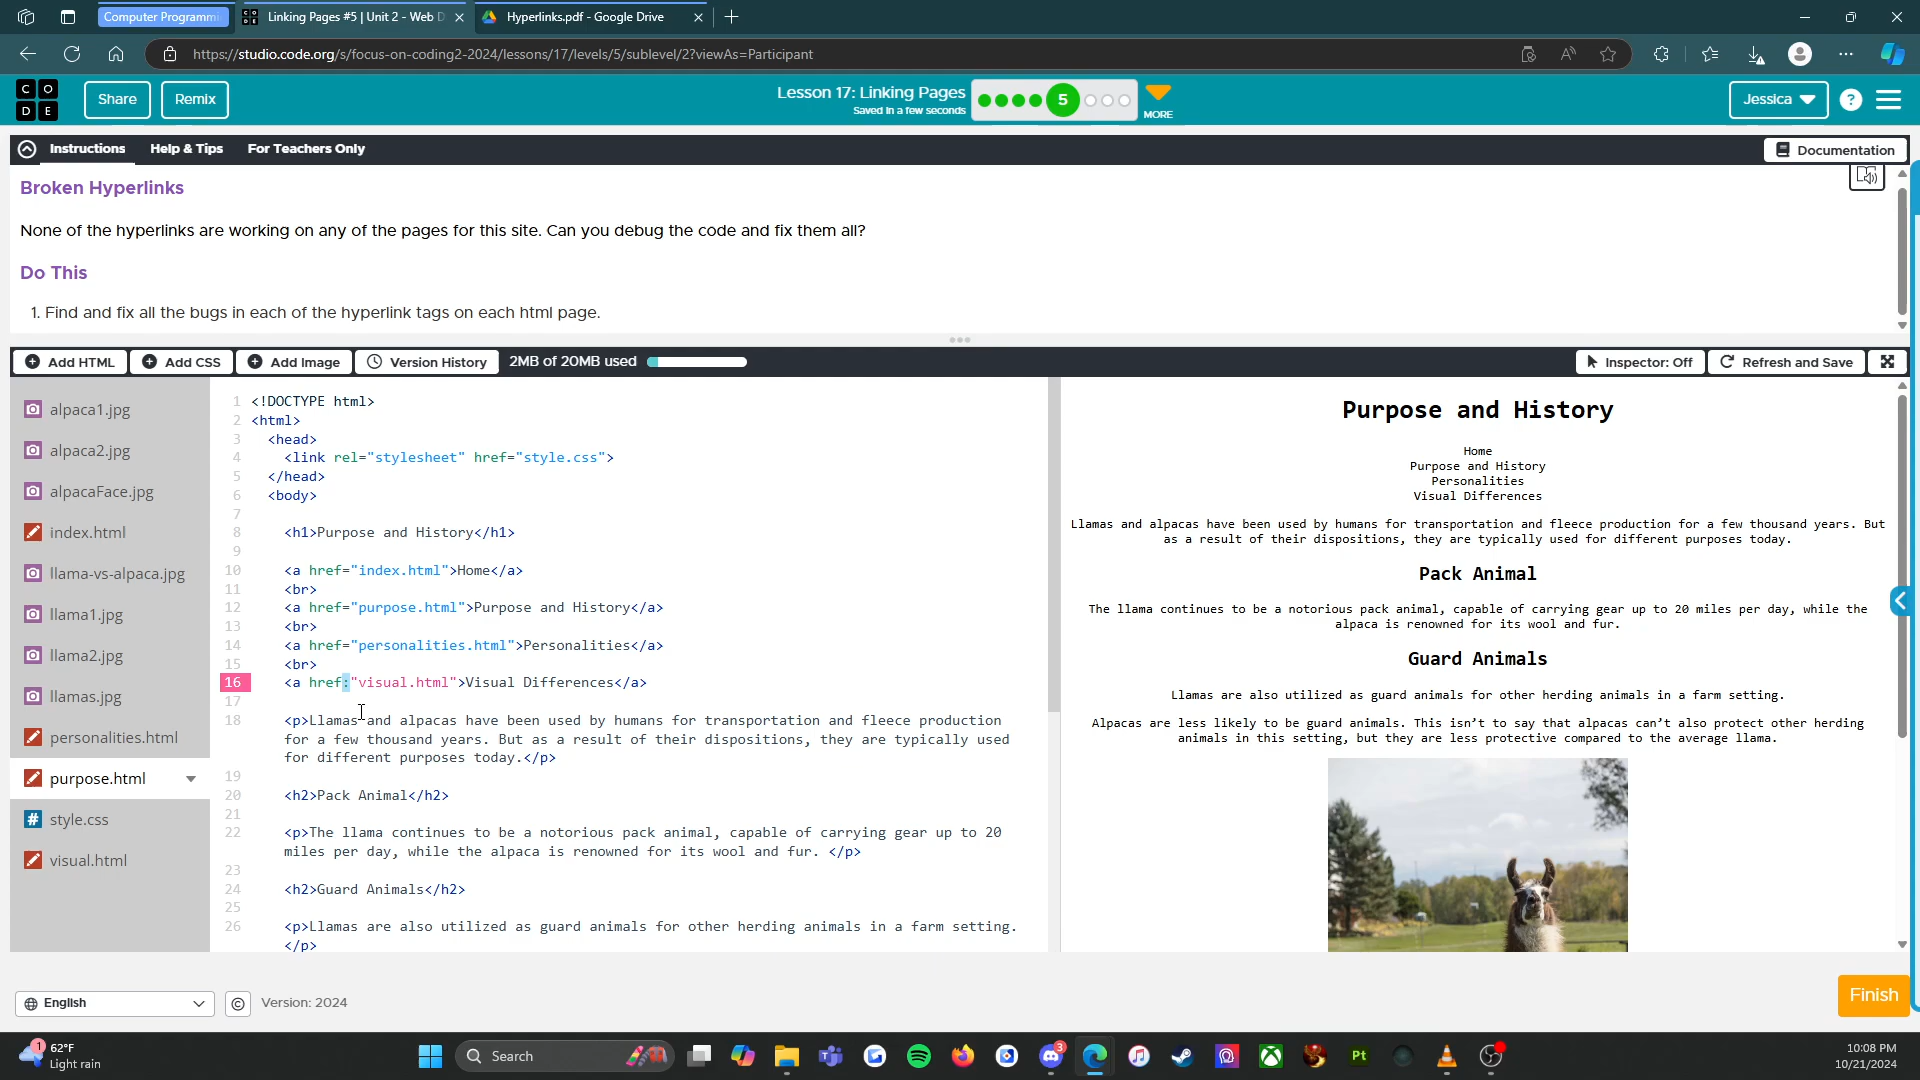 Computer Programmi
Linking Pages #5 | Unit 2 - Web D
Hyperlinks.pdf - Google Drive
https://studio.code.org/s/focus-on-coding2-2024/lessons/17/levels/5/sublevel/2?viewAs=Participant
C O
D E
Share
Remix
Lesson 17: Linking Pages
Saved in a few seconds
5
MORE
Jessica
?
Instructions
Help & Tips
For Teachers Only
Documentation
Broken Hyperlinks
None of the hyperlinks are working on any of the pages for this site. Can you debug the code and fix them all?
Do This
1. Find and fix all the bugs in each of the hyperlink tags on each html page.
Add HTML
Add CSS
Add Image
Version History
2MB of 20MB used
Inspector: Off
Refresh and Save
alpaca1.jpg
alpaca2.jpg
alpacaFace.jpg
index.html
llama-vs-alpaca.jpg
llama1.jpg
llama2.jpg
llamas.jpg
personalities.html
purpose.html
style.css
visual.html
1 <!DOCTYPE html>
2 <html>
3 <head>
4 <link rel="stylesheet" href="style.css">
5 </head>
6 <body>
7
8 <h1>Purpose and History</h1>
9
10 <a href="index.html">Home</a>
11 <br>
12 <a href="purpose.html">Purpose and History</a>
13 <br>
14 <a href="personalities.html">Personalities</a>
15 <br>
16 <a href:"visual.html">Visual Differences</a>
17
18 <p>Llamas and alpacas have been used by humans for transportation and fleece production
for a few thousand years. But as a result of their dispositions, they are typically used
for different purposes today.</p>
19
20 <h2>Pack Animal</h2>
21
22 <p>The llama continues to be a notorious pack animal, capable of carrying gear up to 20
miles per day, while the alpaca is renowned for its wool and fur. </p>
23
24 <h2>Guard Animals</h2>
25
26 <p>Llamas are also utilized as guard animals for other herding animals in a farm setting.
</p>
Purpose and History
Home
Purpose and History
Personalities
Visual Differences
Llamas and alpacas have been used by humans for transportation and fleece production for a few thousand years. But
as a result of their dispositions, they are typically used for different purposes today.
Pack Animal
The llama continues to be a notorious pack animal, capable of carrying gear up to 20 miles per day, while the
alpaca is renowned for its wool and fur.
Guard Animals
Llamas are also utilized as guard animals for other herding animals in a farm setting.
Alpacas are less likely to be guard animals. This isn't to say that alpacas can't also protect other herding
animals in this setting, but they are less protective compared to the average llama.
English
Version: 2024
Finish
1
62°F
Light rain
Search
3
Pt
10:08 PM
10/21/2024